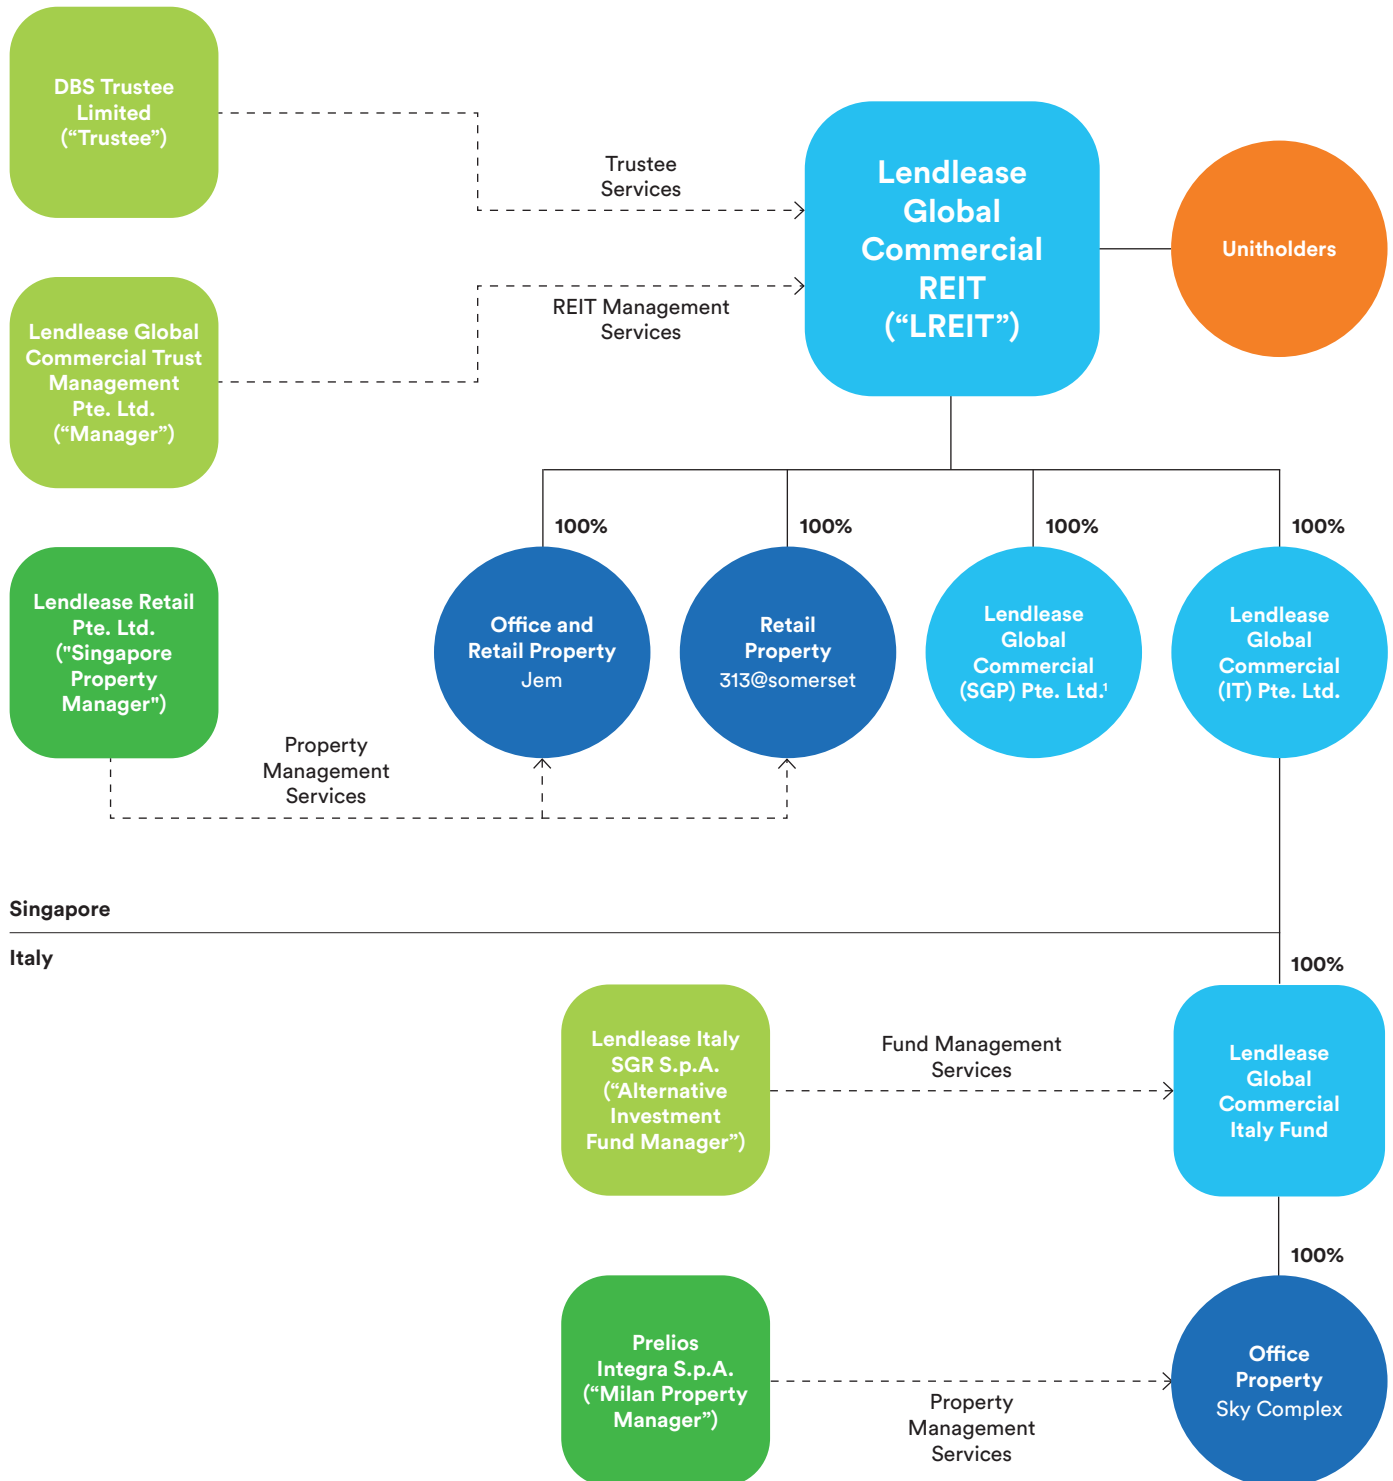 DBS Trustee
Limited
(“Trustee”)
Trustee
Services
Lendlease
Global
Commercial
REIT
(“LREIT”)
Unitholders
Lendlease Global
Commercial Trust
Management
Pte. Ltd.
(“Manager”)
REIT Management
Services
100%
100%
100%
100%
Lendlease Retail
Pte. Ltd.
("Singapore
Property
Manager")
Office and
Retail Property
Jem
Retail
Property
313@somerset
Lendlease
Global
Commercial
(SGP) Pte. Ltd.¹
Lendlease
Global
Commercial
(IT) Pte. Ltd.
Property
Management
Services
Singapore
Italy
100%
Lendlease Italy
SGR S.p.A.
(“Alternative
Investment
Fund Manager”)
Fund Management
Services
Lendlease
Global
Commercial
Italy Fund
100%
Prelios
Integra S.p.A.
(“Milan Property
Manager”)
Property
Management
Services
Office
Property
Sky Complex